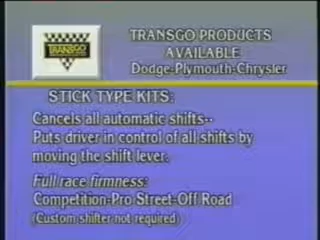 TRANSGO
TRANSGO PRODUCTS
AVAILABLE
Dodge-Plymouth-Chrysler
STICK TYPE KITS:
Cancels all automatic shifts--
Puts driver in control of all shifts by
moving the shift lever.
Full race firmness:
Competition-Pro Street-Off Road
(Custom shifter not required)